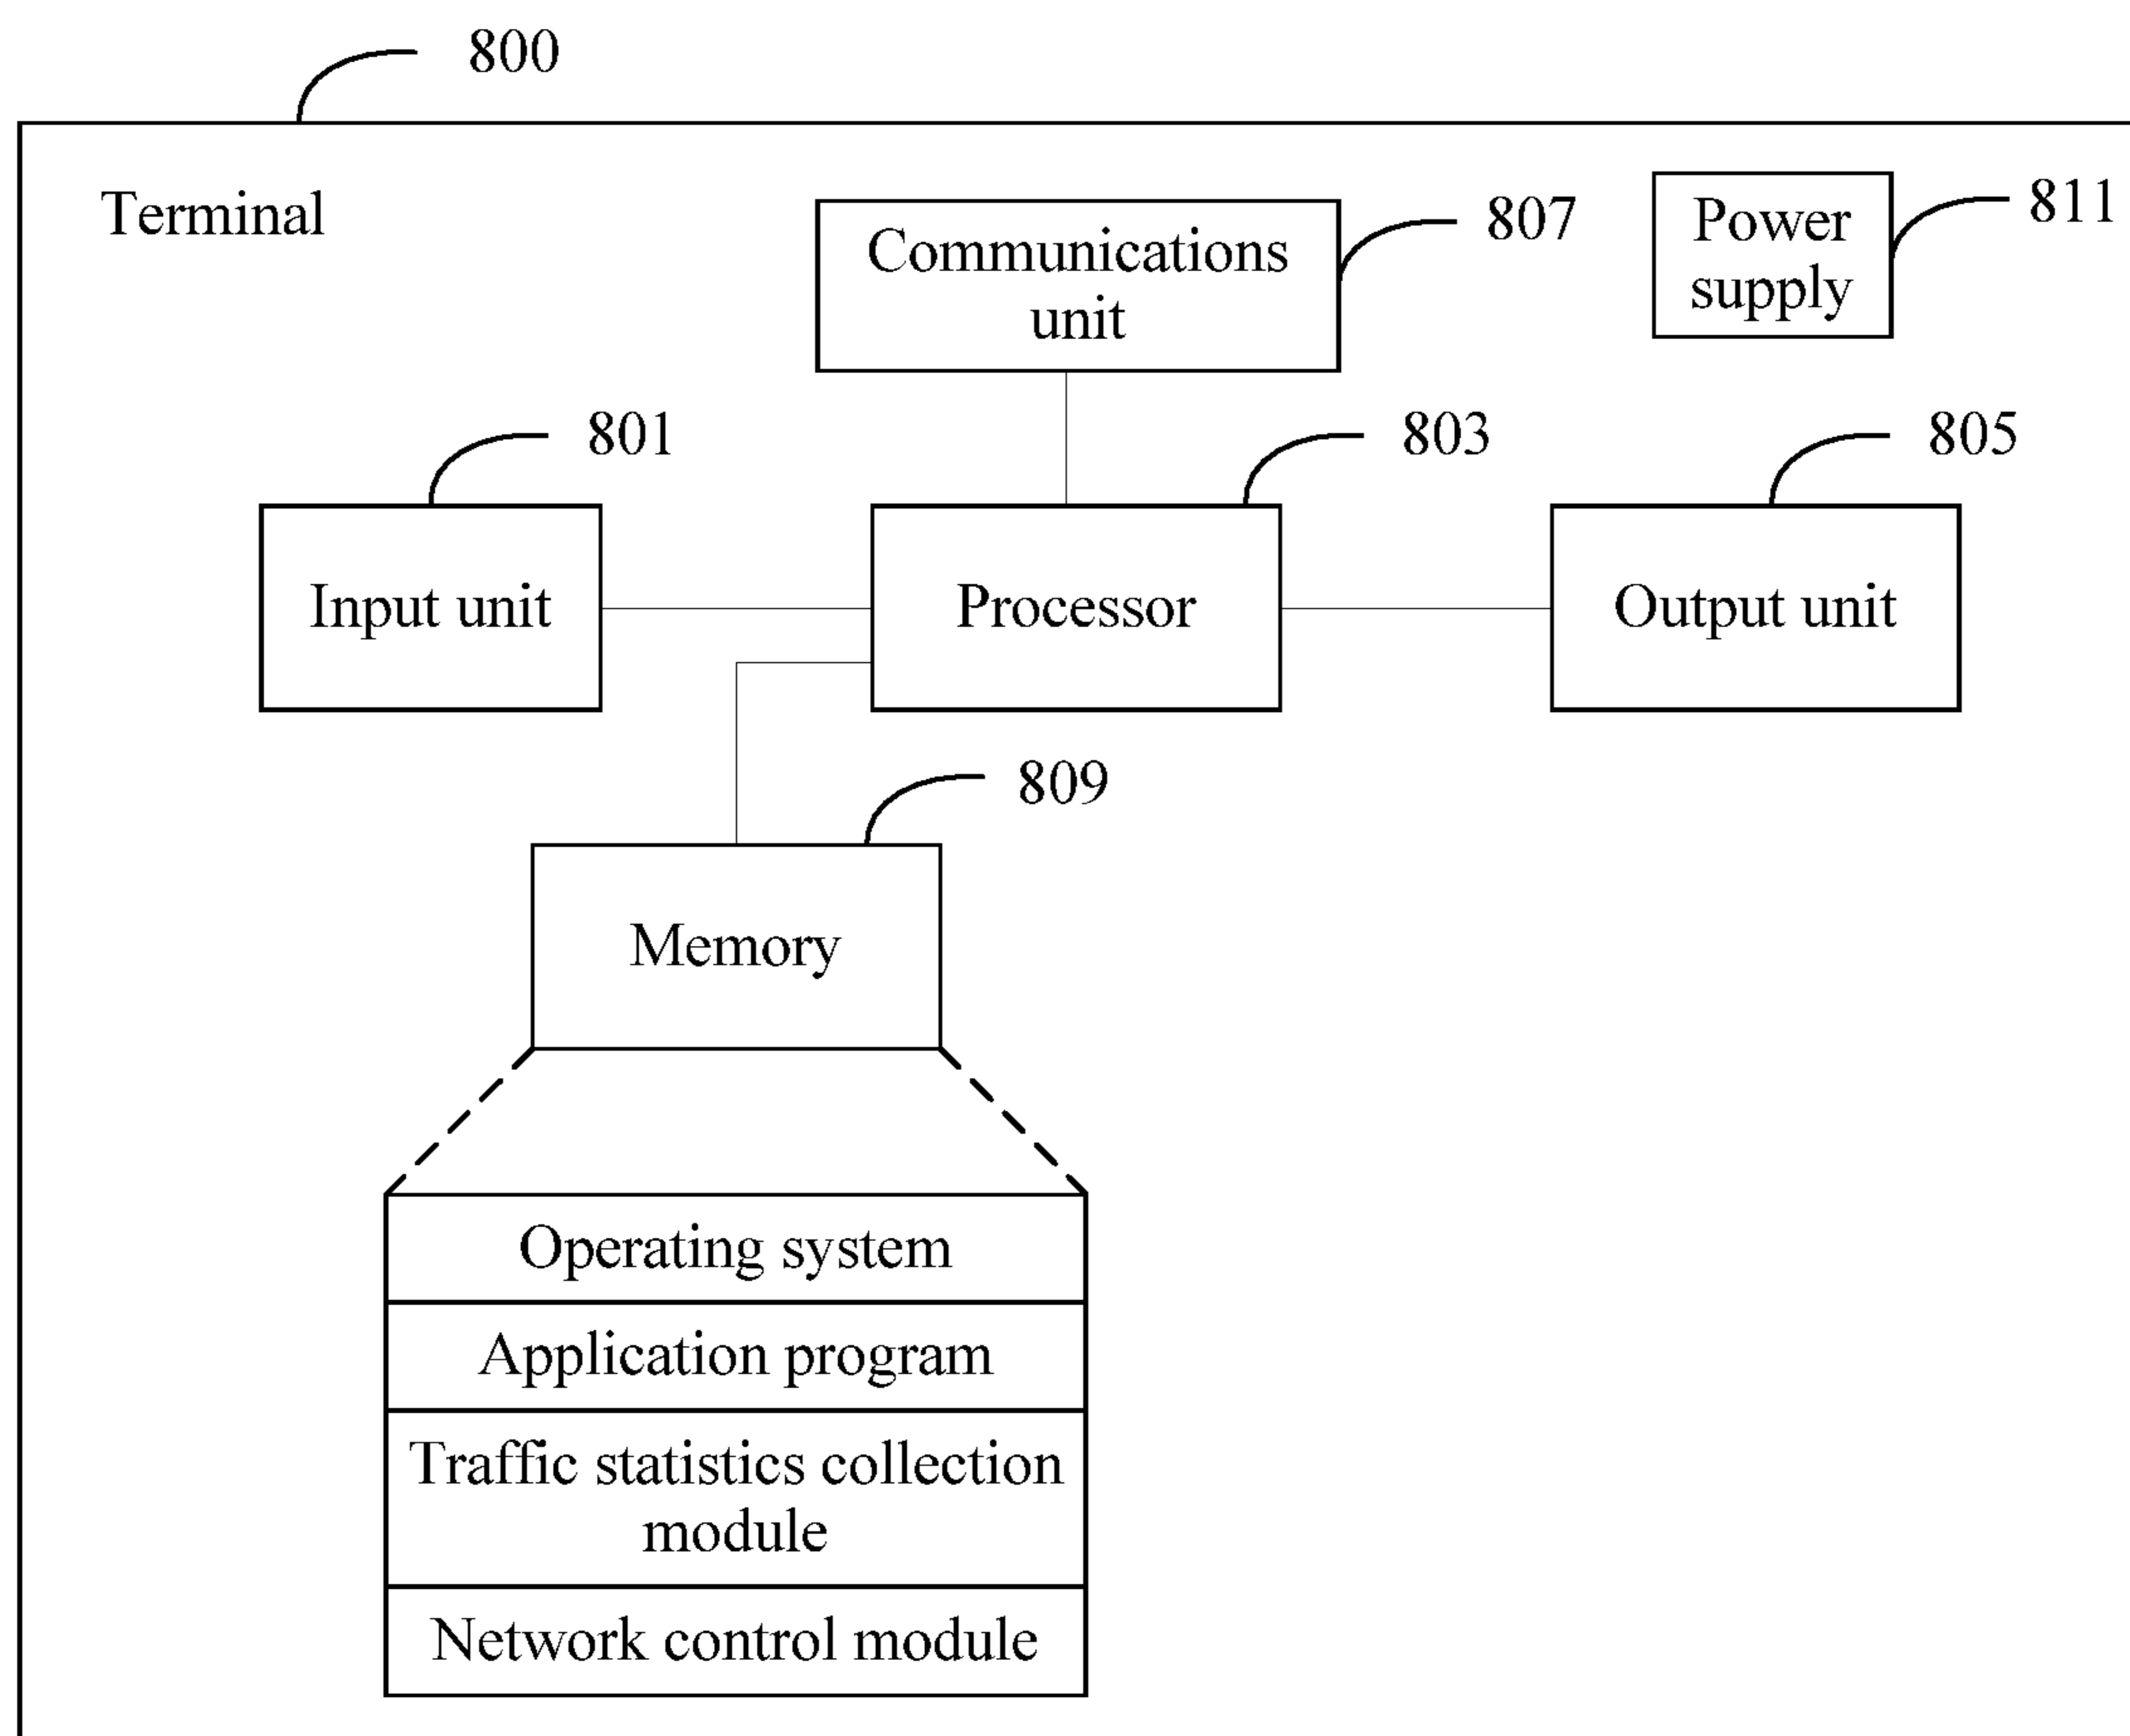 800
Terminal
Communications
unit
807
Power
supply
811
801
803
805
Input unit
Processor
Output unit
809
Memory
Operating system
Application program
Traffic statistics collection
module
Network control module